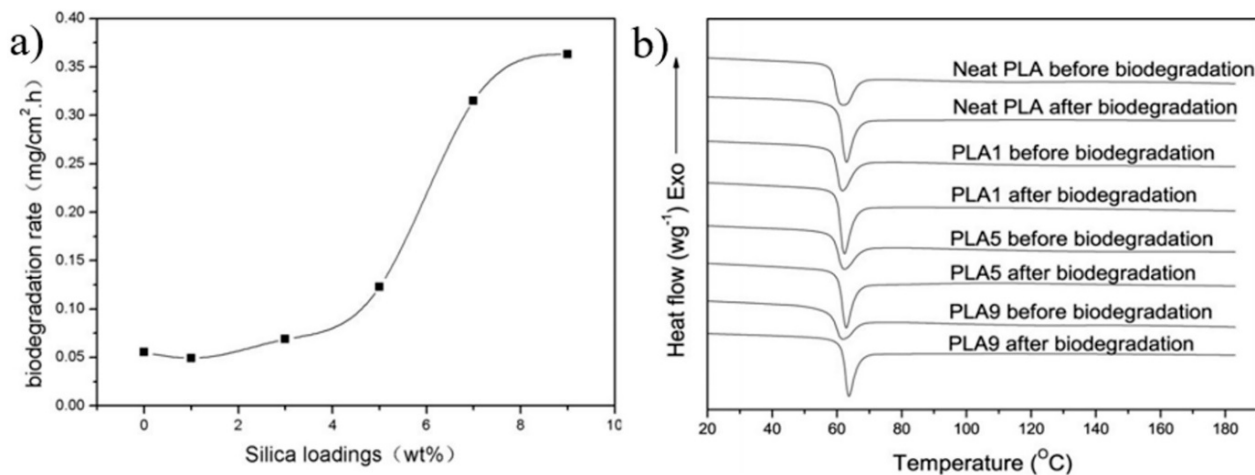 a)
biodegradation rate（mg/cm².h）
0.40
0.35
0.30
0.25
0.20
0.15
0.10
0.05
0.00
0 2 4 6 8 10
Silica loadings（wt%）
b)
Heat flow (wg⁻¹) Exo
Neat PLA before biodegradation
Neat PLA after biodegradation
PLA1 before biodegradation
PLA1 after biodegradation
PLA5 before biodegradation
PLA5 after biodegradation
PLA9 before biodegradation
PLA9 after biodegradation
20 40 60 80 100 120 140 160 180
Temperature (°C)